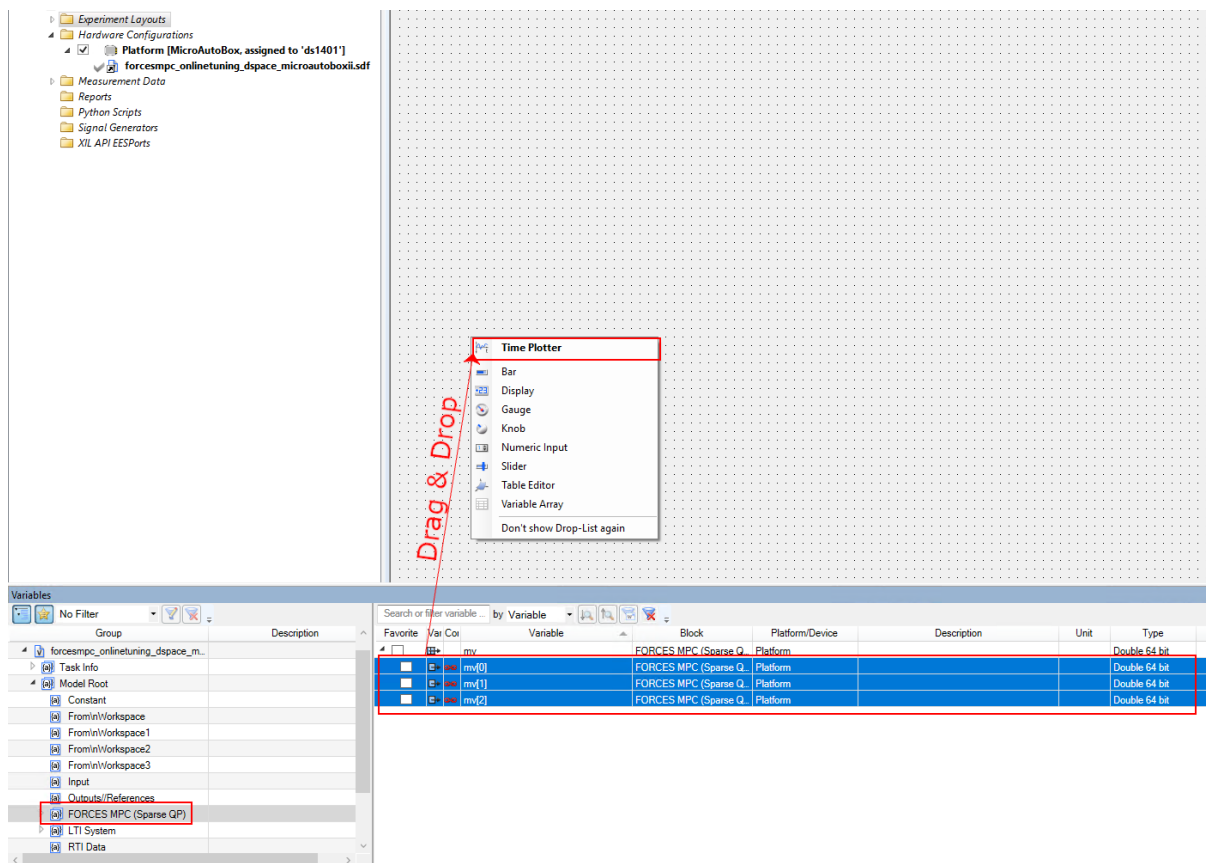 Experiment Layouts
Hardware Configurations
Platform [MicroAutoBox, assigned to 'ds1401']
forcesmpc_onlinetuning_dspace_microautoboxii.sdf
Measurement Data
Reports
Python Scripts
Signal Generators
XIL API EESPorts
Time Plotter
Bar
Display
Gauge
Knob
Numeric Input
Slider
Table Editor
Variable Array
Don't show Drop-List again
Drag & Drop
Variables
No Filter
Search or filter variable ... by Variable
Group Description
Favorite Var Cor Variable Block Platform/Device Description Unit Type
forcesmpc_onlinetuning_dspace_m...
Task Info
Model Root
Constant
From\nWorkspace
From\nWorkspace1
From\nWorkspace2
From\nWorkspace3
Input
Outputs//References
FORCES MPC (Sparse QP)
LTI System
RTI Data
mv FORCES MPC (Sparse Q... Platform Double 64 bit
mv[0] FORCES MPC (Sparse Q... Platform Double 64 bit
mv[1] FORCES MPC (Sparse Q... Platform Double 64 bit
mv[2] FORCES MPC (Sparse Q... Platform Double 64 bit